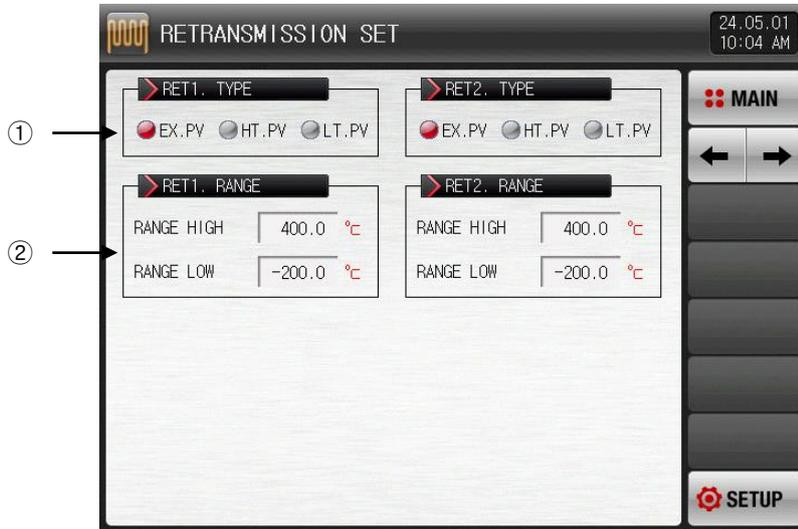 RETRANSMISSION SET
24.05.01
10:04 AM
RET1. TYPE
RET2. TYPE
MAIN
①
EX.PV HT.PV LT.PV
EX.PV HT.PV LT.PV
RET1. RANGE
RET2. RANGE
②
RANGE HIGH 400.0 ℃
RANGE HIGH 400.0 ℃
RANGE LOW -200.0 ℃
RANGE LOW -200.0 ℃
SETUP